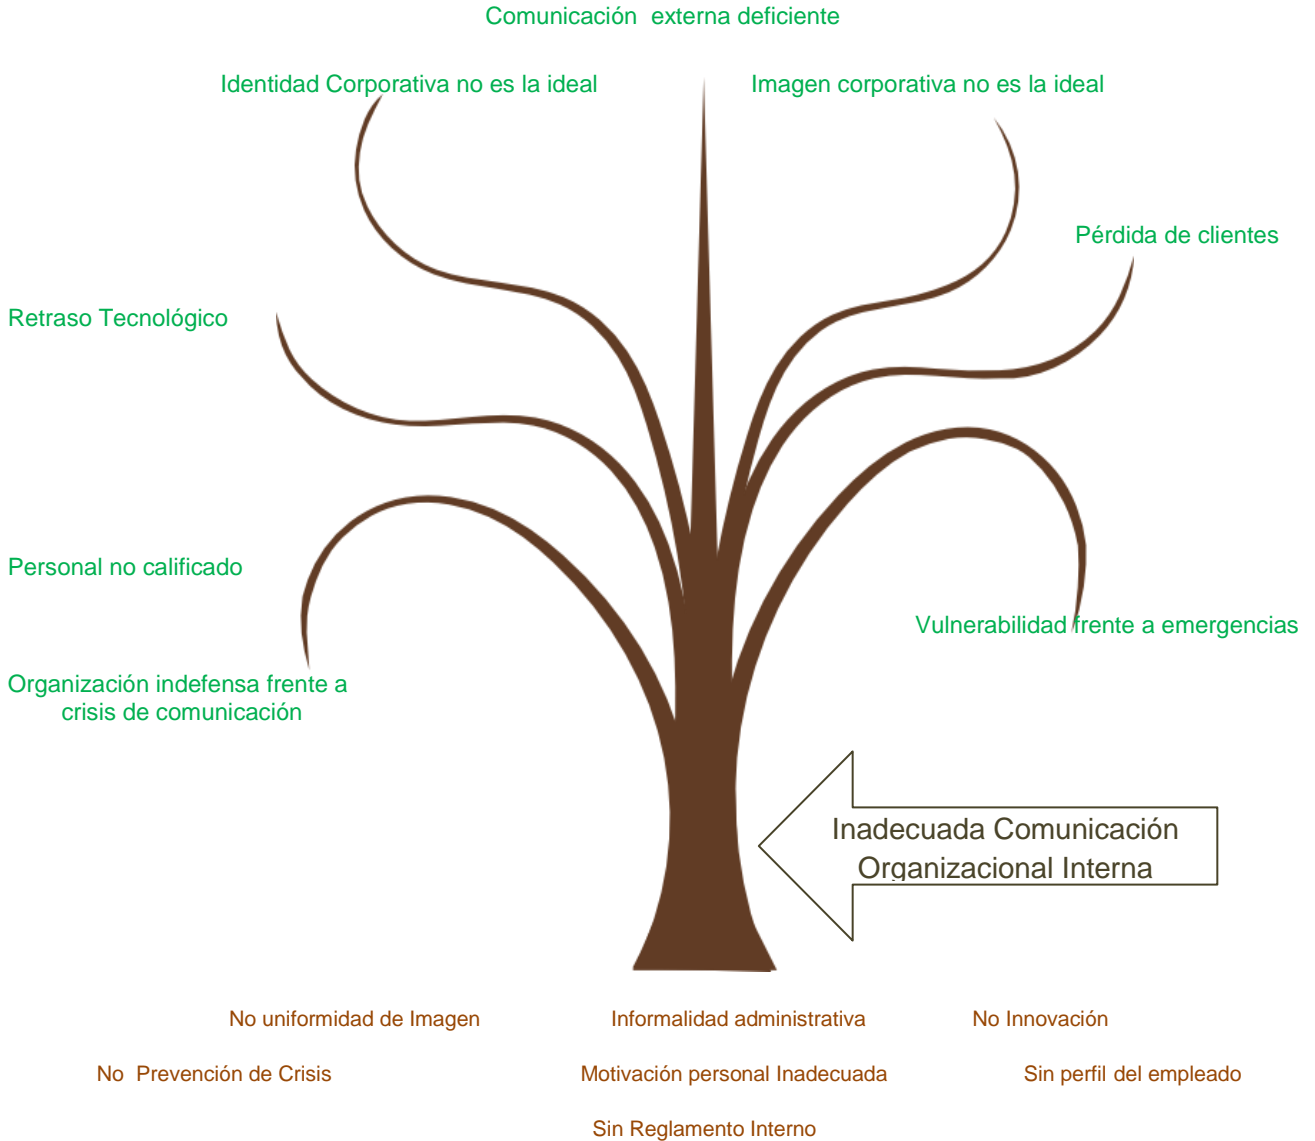 Comunicación externa deficiente
Identidad Corporativa no es la ideal
Imagen corporativa no es la ideal
Pérdida de clientes
Retraso Tecnológico
Personal no calificado
Vulnerabilidad frente a emergencias
Organización indefensa frente a
crisis de comunicación
Inadecuada Comunicación
Organizacional Interna
No uniformidad de Imagen
Informalidad administrativa
No Innovación
No Prevención de Crisis
Motivación personal Inadecuada
Sin perfil del empleado
Sin Reglamento Interno